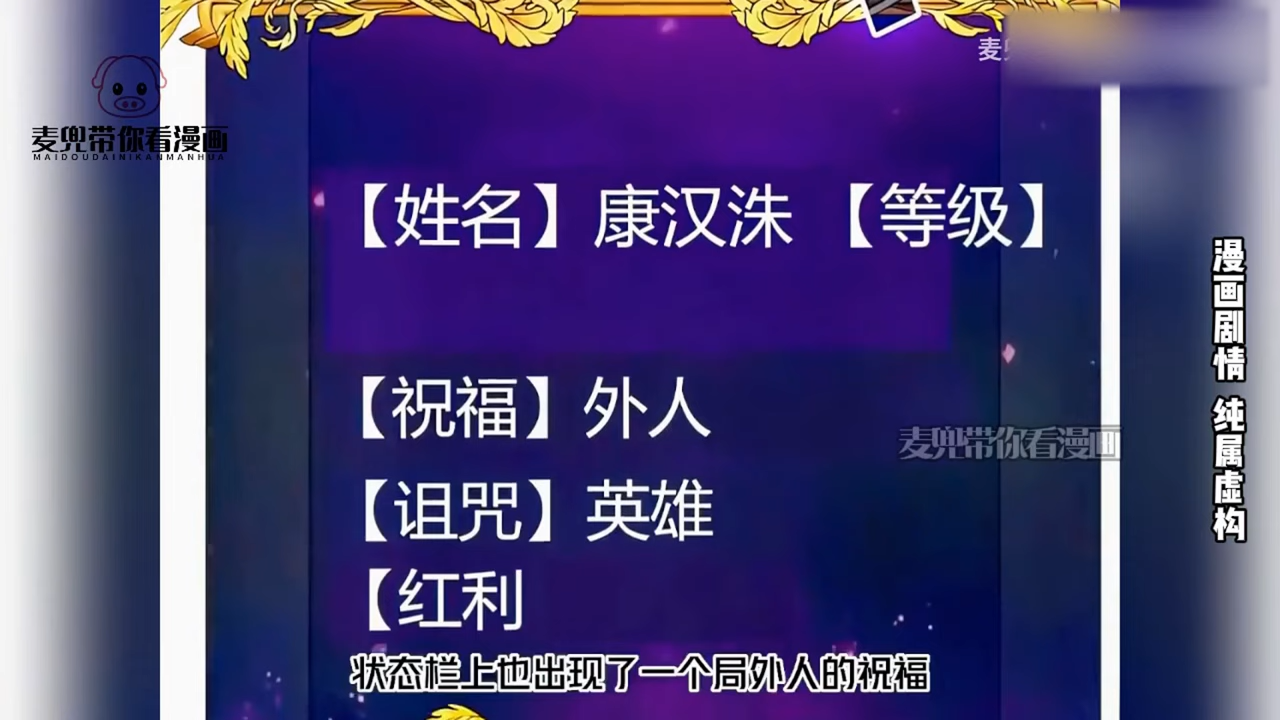 麦
麦兜带你看漫画
MAIDOUDAINIKANMANHUA
【姓名】康汉洙 【等级】
漫画剧情 纯属虚构
【祝福】外人
麦兜带你看漫画
【诅咒】英雄
【红利
状态栏上也出现了一个局外人的祝福